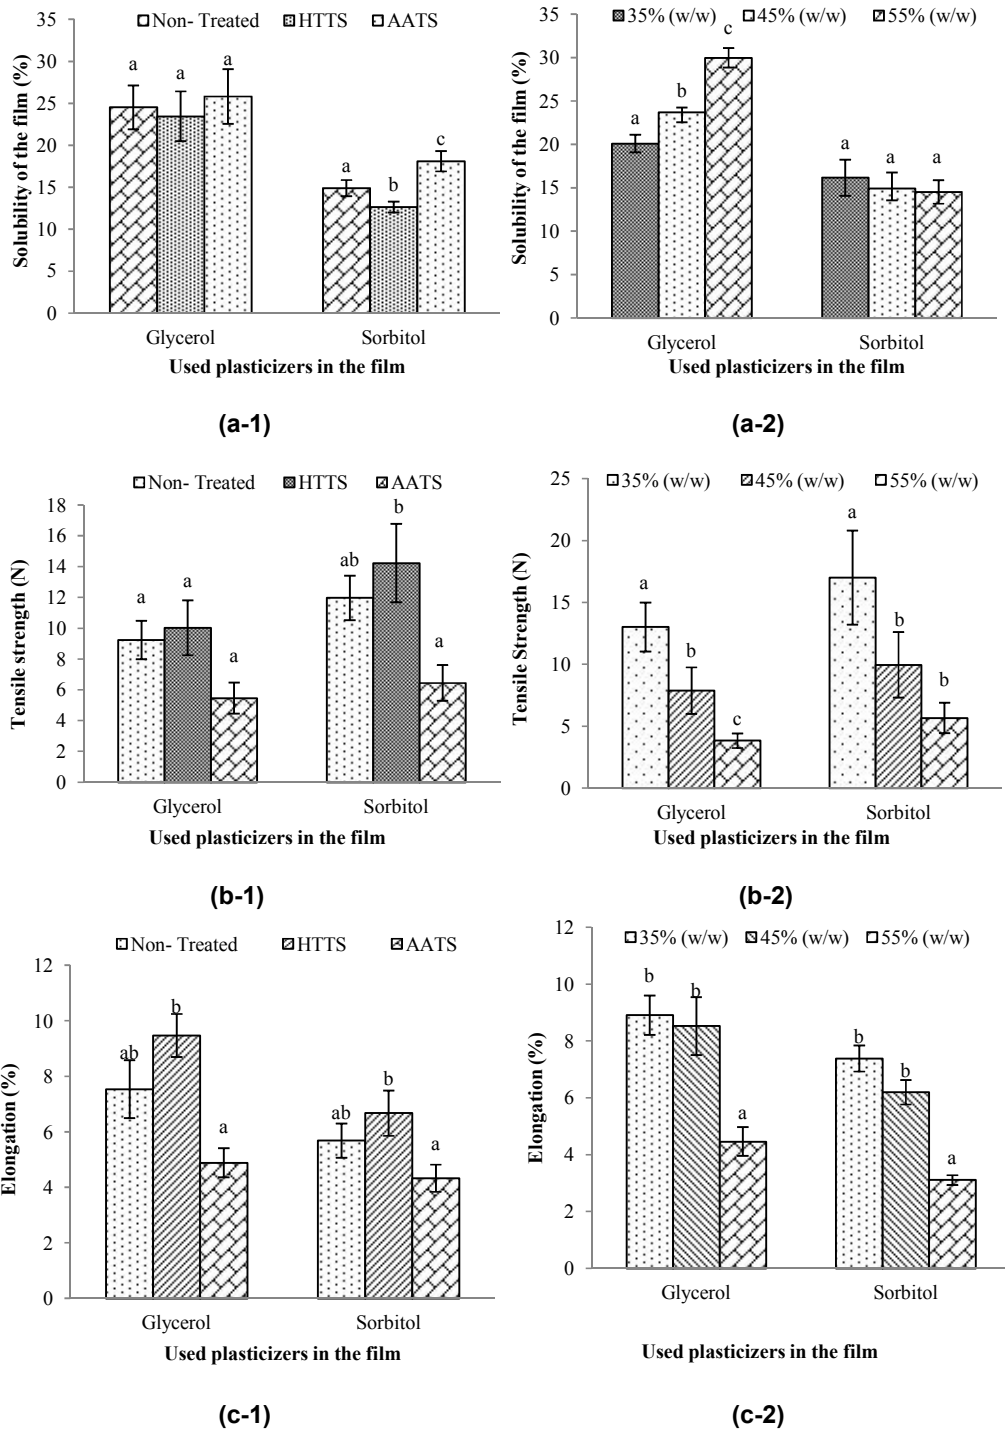 Non- Treated HTTS AATS
Solubility of the film (%)
35
30
25
20
15
10
5
0
a a a
a b c
Glycerol Sorbitol
Used plasticizers in the film
(a-1)
35% (w/w) 45% (w/w) 55% (w/w)
Solubility of the film (%)
35
30
25
20
15
10
5
0
a b c
a a a
Glycerol Sorbitol
Used plasticizers in the film
(a-2)
Non- Treated HTTS AATS
Tensile strength (N)
18
16
14
12
10
8
6
4
2
0
a a a
ab b a
Glycerol Sorbitol
Used plasticizers in the film
(b-1)
35% (w/w) 45% (w/w) 55% (w/w)
Tensile Strength (N)
25
20
15
10
5
0
a b c
a b b
Glycerol Sorbitol
Used plasticizers in the film
(b-2)
Non- Treated HTTS AATS
Elongation (%)
12
10
8
6
4
2
0
ab b a
ab b a
Glycerol Sorbitol
Used plasticizers in the film
(c-1)
35% (w/w) 45% (w/w) 55% (w/w)
Elongation (%)
12
10
8
6
4
2
0
b b a
b b a
Glycerol Sorbitol
Used plasticizers in the film
(c-2)